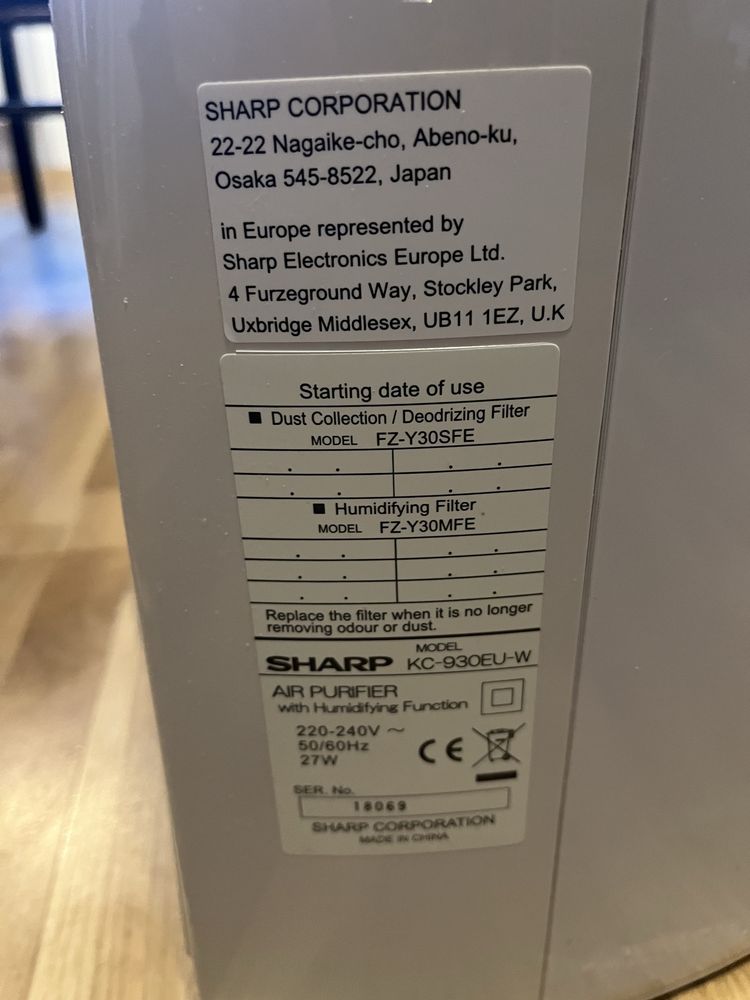 SHARP CORPORATION
22-22 Nagaike-cho, Abeno-ku,
Osaka 545-8522, Japan
in Europe represented by
Sharp Electronics Europe Ltd.
4 Furzeground Way, Stockley Park,
Uxbridge Middlesex, UB11 1EZ, U.K
Starting date of use
■ Dust Collection / Deodrizing Filter
MODEL FZ-Y30SFE
■ Humidifying Filter
MODEL FZ-Y30MFE
Replace the filter when it is no longer
removing odour or dust.
SHARP MODEL KC-930EU-W
AIR PURIFIER
with Humidifying Function
220-240V ~
50/60Hz
27W
CE
SER. No.
18069
SHARP CORPORATION
MADE IN CHINA